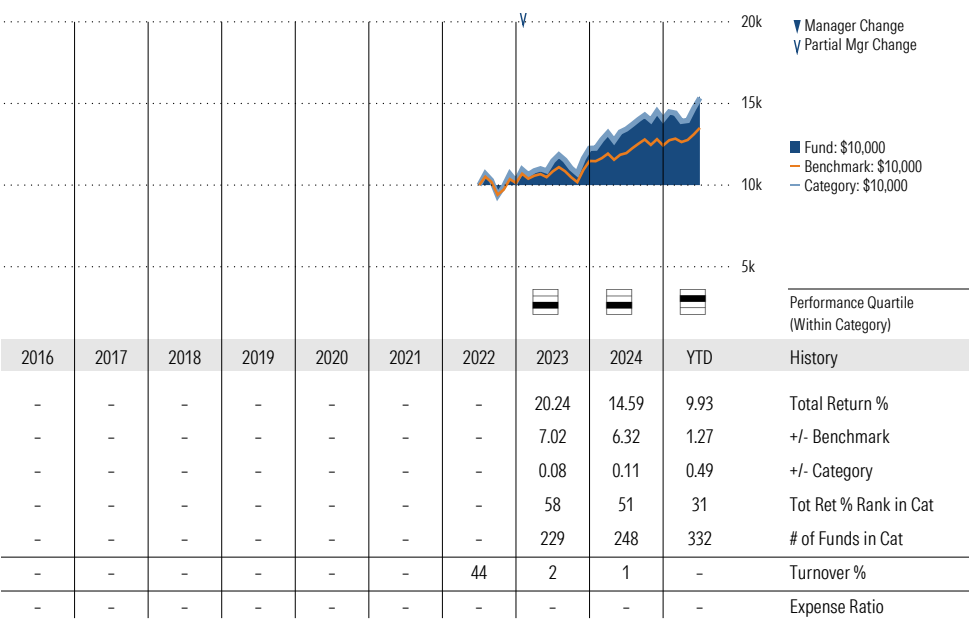 20k
▼ Manager Change
∨ Partial Mgr Change
15k
Fund: $10,000
Benchmark: $10,000
10k
Category: $10,000
5k
Performance Quartile
(Within Category)
2016 2017 2018 2019 2020 2021 2022 2023 2024 YTD History
– – – – – – – 20.24 14.59 9.93 Total Return %
– – – – – – – 7.02 6.32 1.27 +/- Benchmark
– – – – – – – 0.08 0.11 0.49 +/- Category
– – – – – – – 58 51 31 Tot Ret % Rank in Cat
– – – – – – – 229 248 332 # of Funds in Cat
– – – – – – 44 2 1 – Turnover %
– – – – – – – – – – Expense Ratio